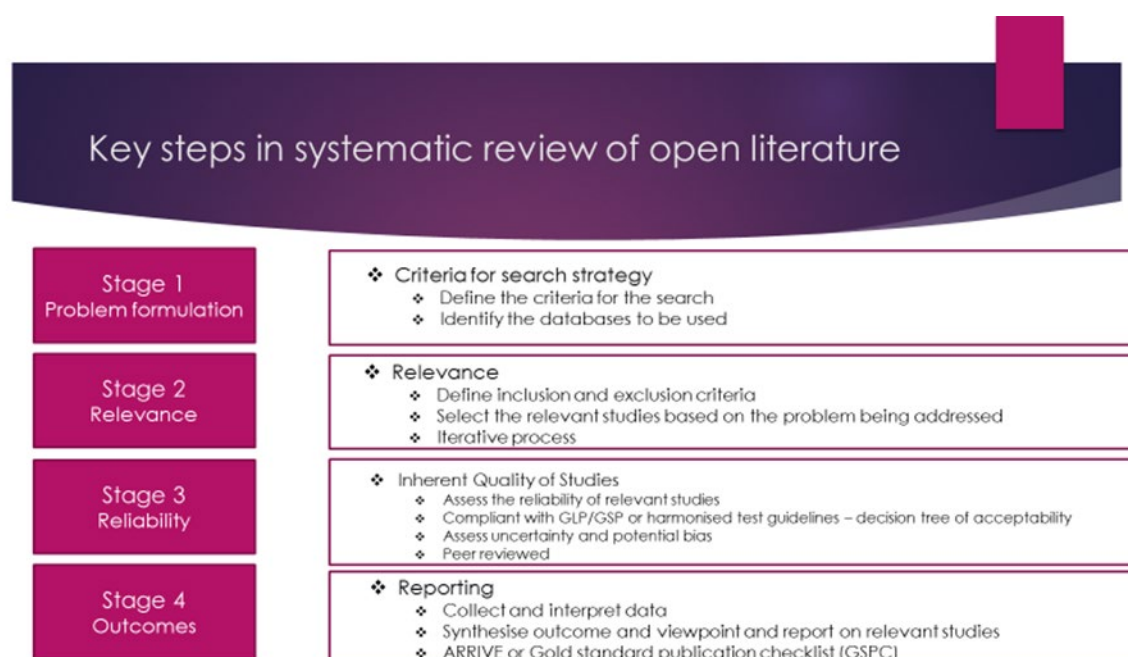 Key steps in systematic review of open literature
Stage 1
Problem formulation
❖ Criteria for search strategy
❖ Define the criteria for the search
❖ Identify the databases to be used
Stage 2
Relevance
❖ Relevance
❖ Define inclusion and exclusion criteria
❖ Select the relevant studies based on the problem being addressed
❖ Iterative process
Stage 3
Reliability
❖ Inherent Quality of Studies
❖ Assess the reliability of relevant studies
❖ Compliant with GLP/GSP or harmonised test guidelines – decision tree of acceptability
❖ Assess uncertainty and potential bias
❖ Peer reviewed
Stage 4
Outcomes
❖ Reporting
❖ Collect and interpret data
❖ Synthesise outcome and viewpoint and report on relevant studies
❖ ARRIVE or Gold standard publication checklist (GSPC)